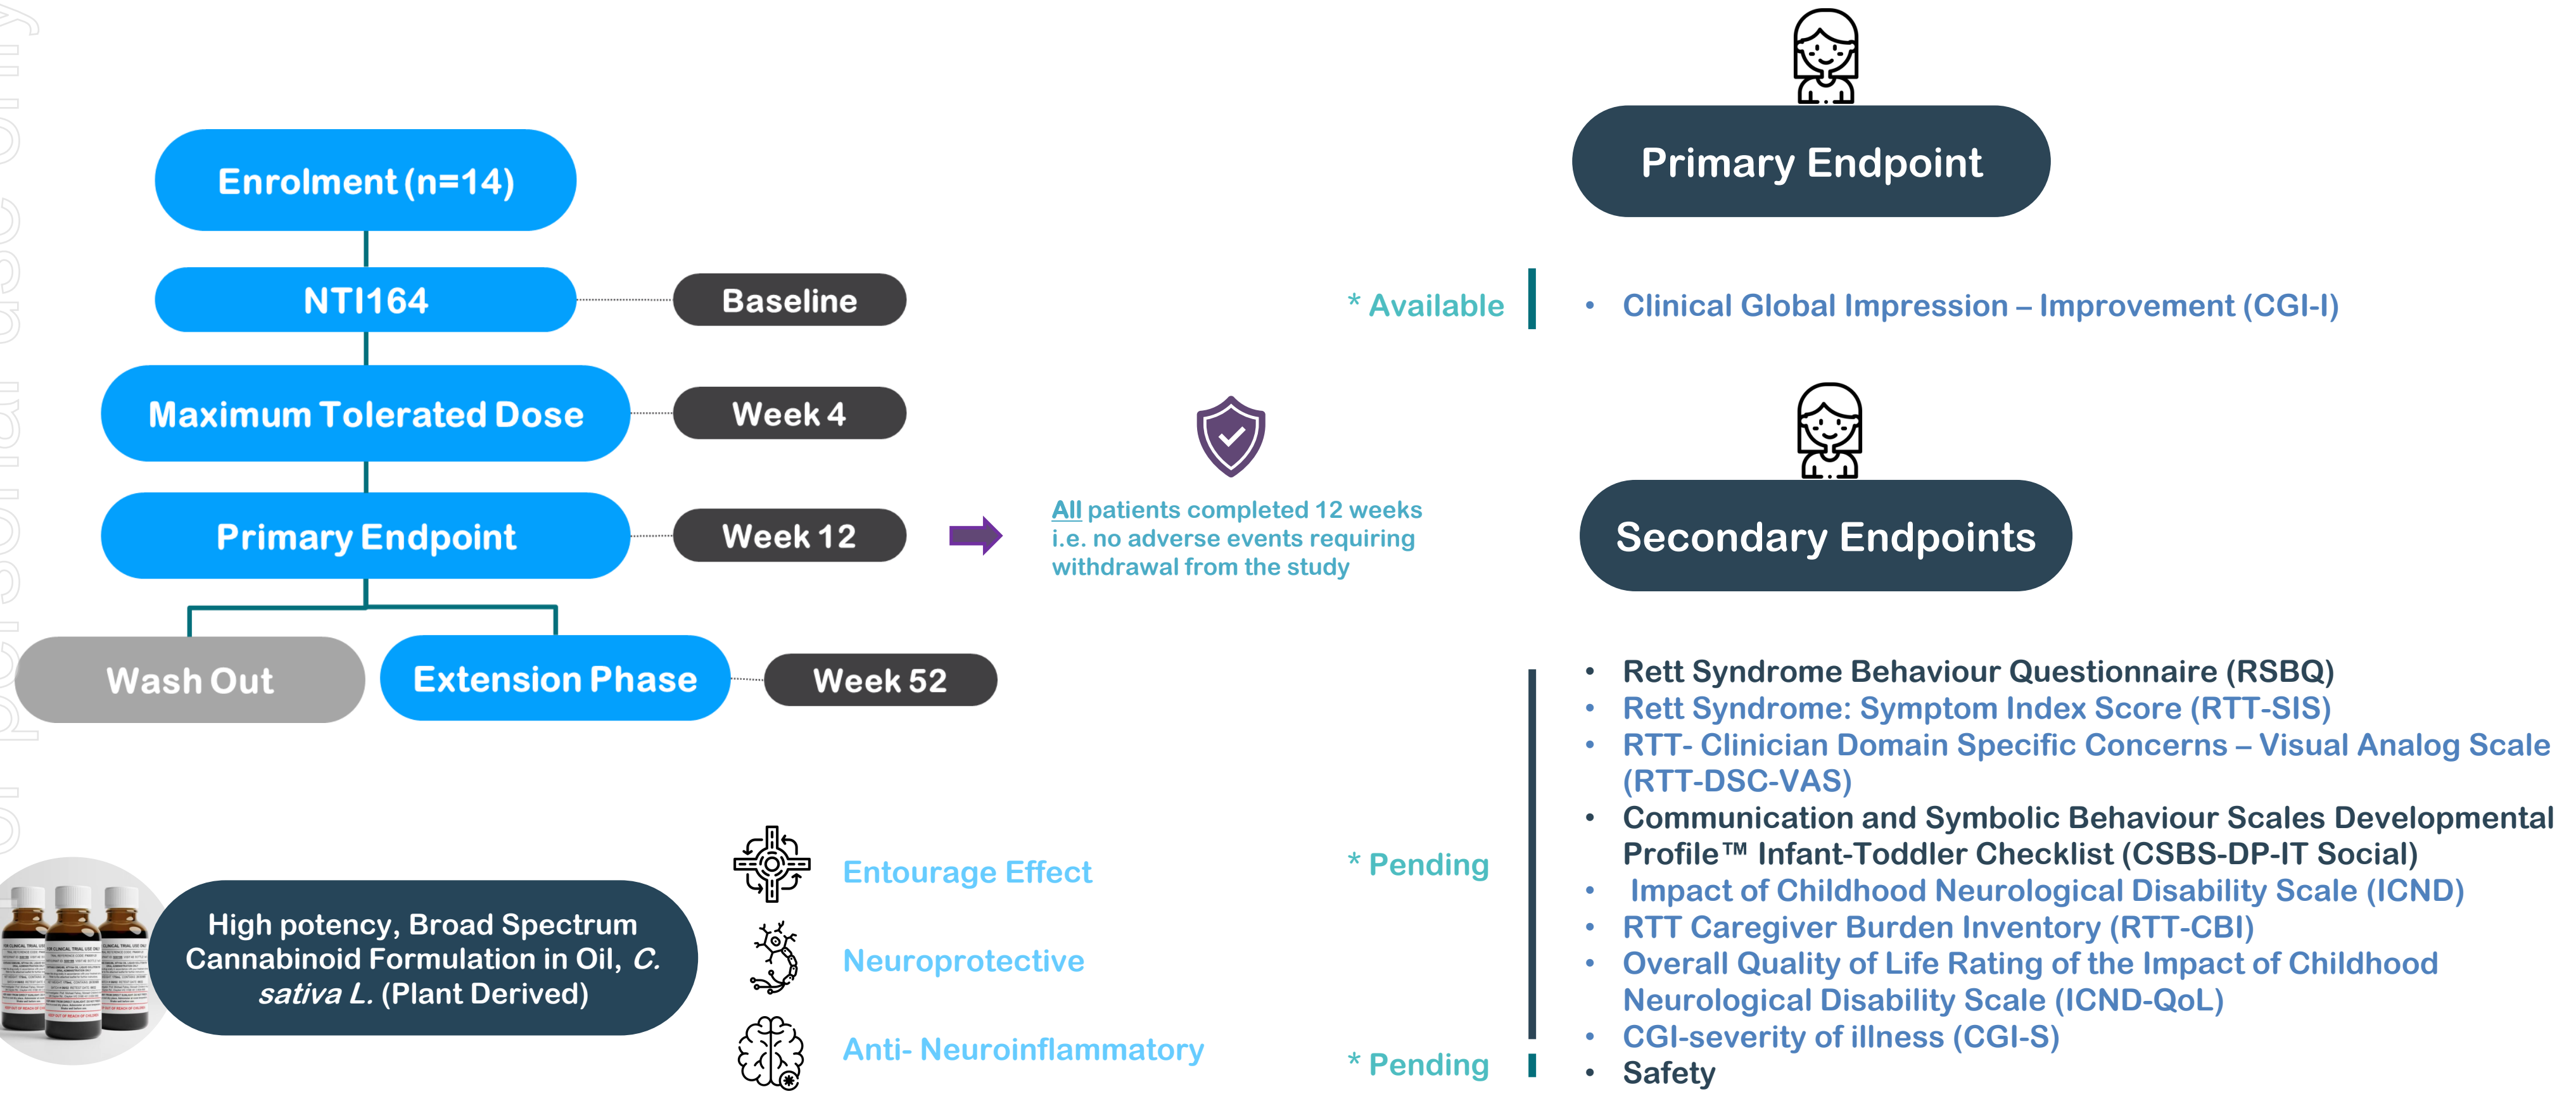 For personal use only
Enrolment (n=14)
NTI164
Baseline
Maximum Tolerated Dose
Week 4
Primary Endpoint
Week 12
All patients completed 12 weeks
i.e. no adverse events requiring
withdrawal from the study
Wash Out
Extension Phase
Week 52
High potency, Broad Spectrum
Cannabinoid Formulation in Oil, C.
sativa L. (Plant Derived)
Entourage Effect
Neuroprotective
Anti- Neuroinflammatory
Primary Endpoint
* Available
• Clinical Global Impression – Improvement (CGI-I)
Secondary Endpoints
* Pending
• Rett Syndrome Behaviour Questionnaire (RSBQ)
• Rett Syndrome: Symptom Index Score (RTT-SIS)
• RTT- Clinician Domain Specific Concerns – Visual Analog Scale
(RTT-DSC-VAS)
• Communication and Symbolic Behaviour Scales Developmental
Profile™ Infant-Toddler Checklist (CSBS-DP-IT Social)
• Impact of Childhood Neurological Disability Scale (ICND)
• RTT Caregiver Burden Inventory (RTT-CBI)
• Overall Quality of Life Rating of the Impact of Childhood
Neurological Disability Scale (ICND-QoL)
• CGI-severity of illness (CGI-S)
* Pending
• Safety